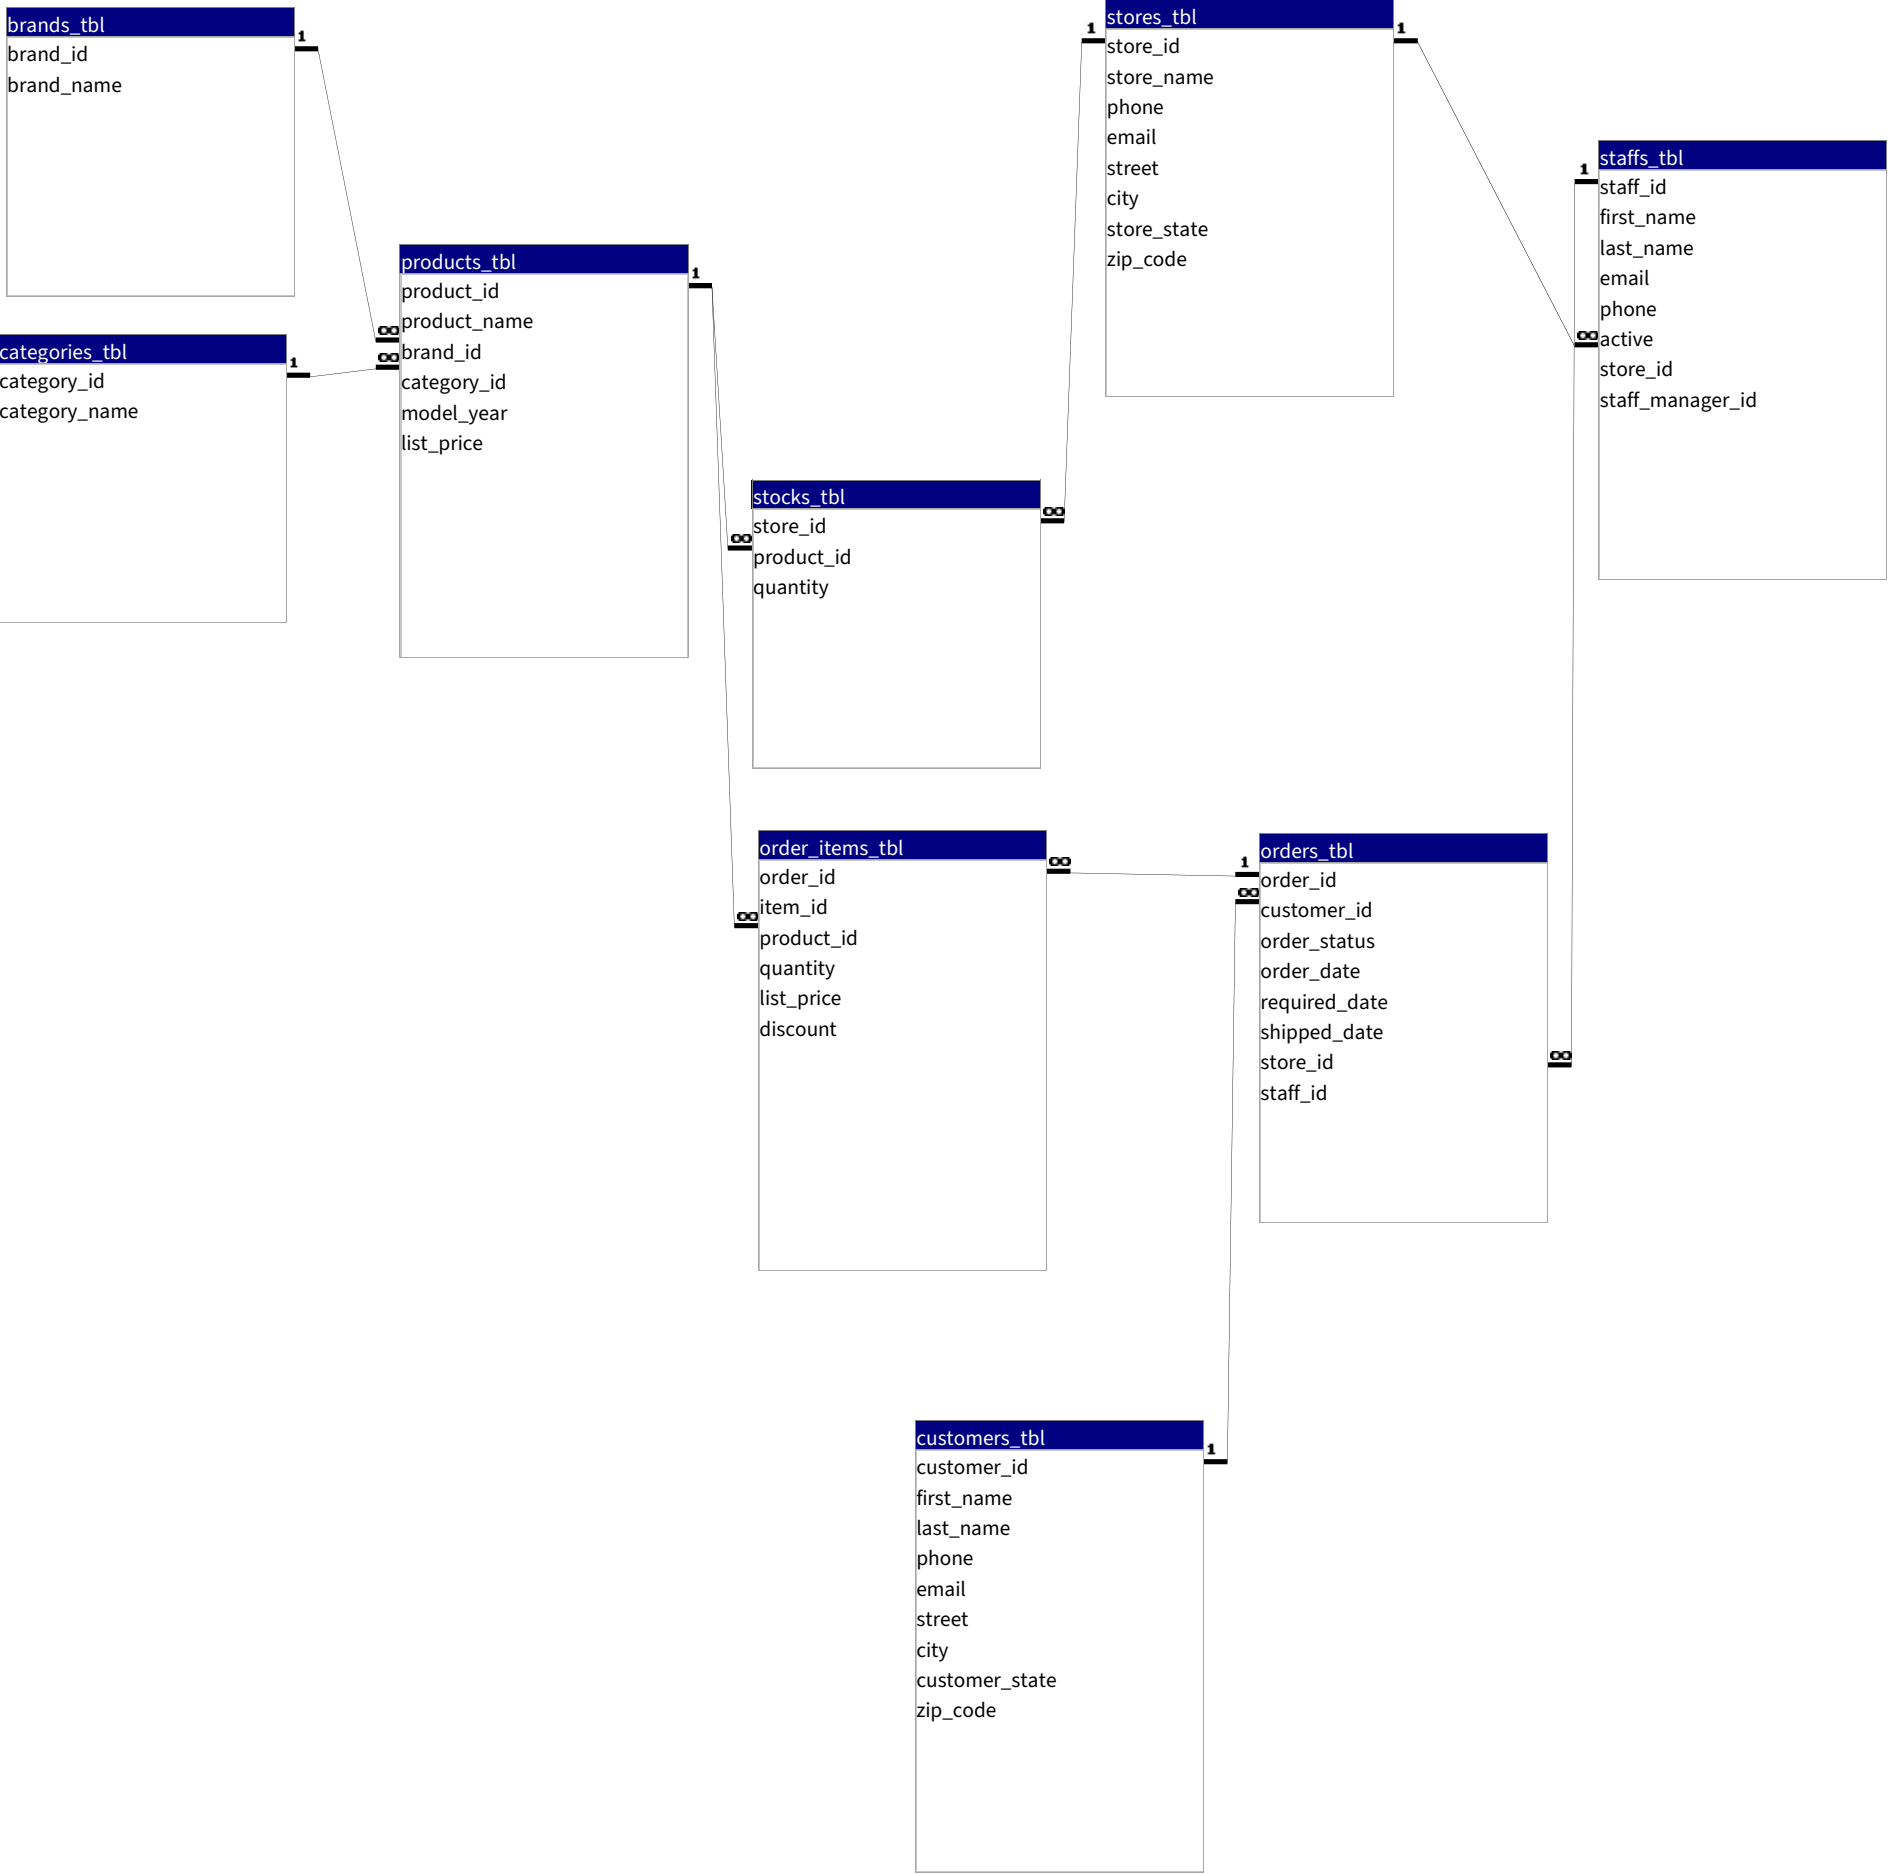 brands_tbl
brand_id
brand_name
1
categories_tbl
category_id
category_name
1
products_tbl
product_id
product_name
brand_id
category_id
model_year
list_price
∞
∞
1
stocks_tbl
store_id
product_id
quantity
∞
∞
stores_tbl
store_id
store_name
phone
email
street
city
store_state
zip_code
1
1
staffs_tbl
staff_id
first_name
last_name
email
phone
active
store_id
staff_manager_id
1
∞
order_items_tbl
order_id
item_id
product_id
quantity
list_price
discount
∞
∞
orders_tbl
order_id
customer_id
order_status
order_date
required_date
shipped_date
store_id
staff_id
1
∞
∞
customers_tbl
customer_id
first_name
last_name
phone
email
street
city
customer_state
zip_code
1